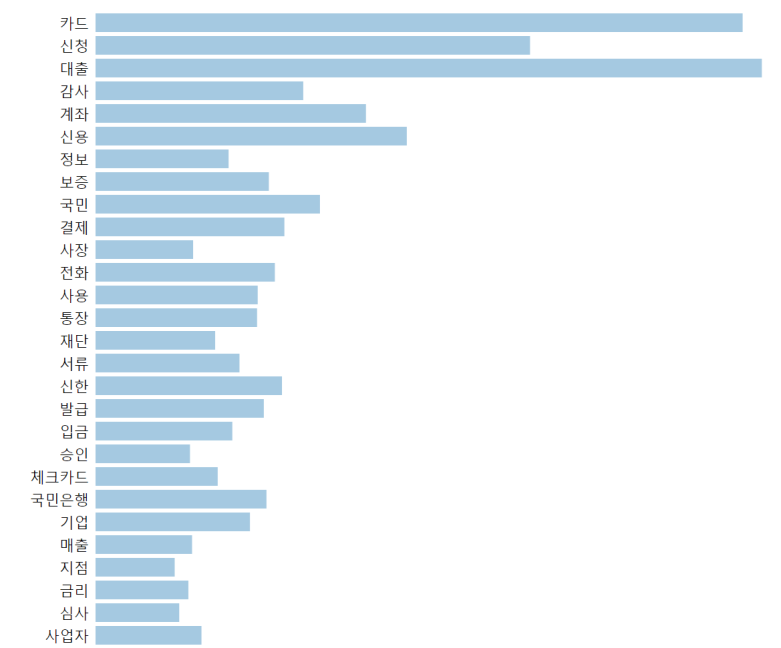 카드
신청
대출
감사
계좌
신용
정보
보증
국민
결제
사장
전화
사용
통장
재단
서류
신한
발급
입금
승인
체크카드
국민은행
기업
매출
지점
금리
심사
사업자